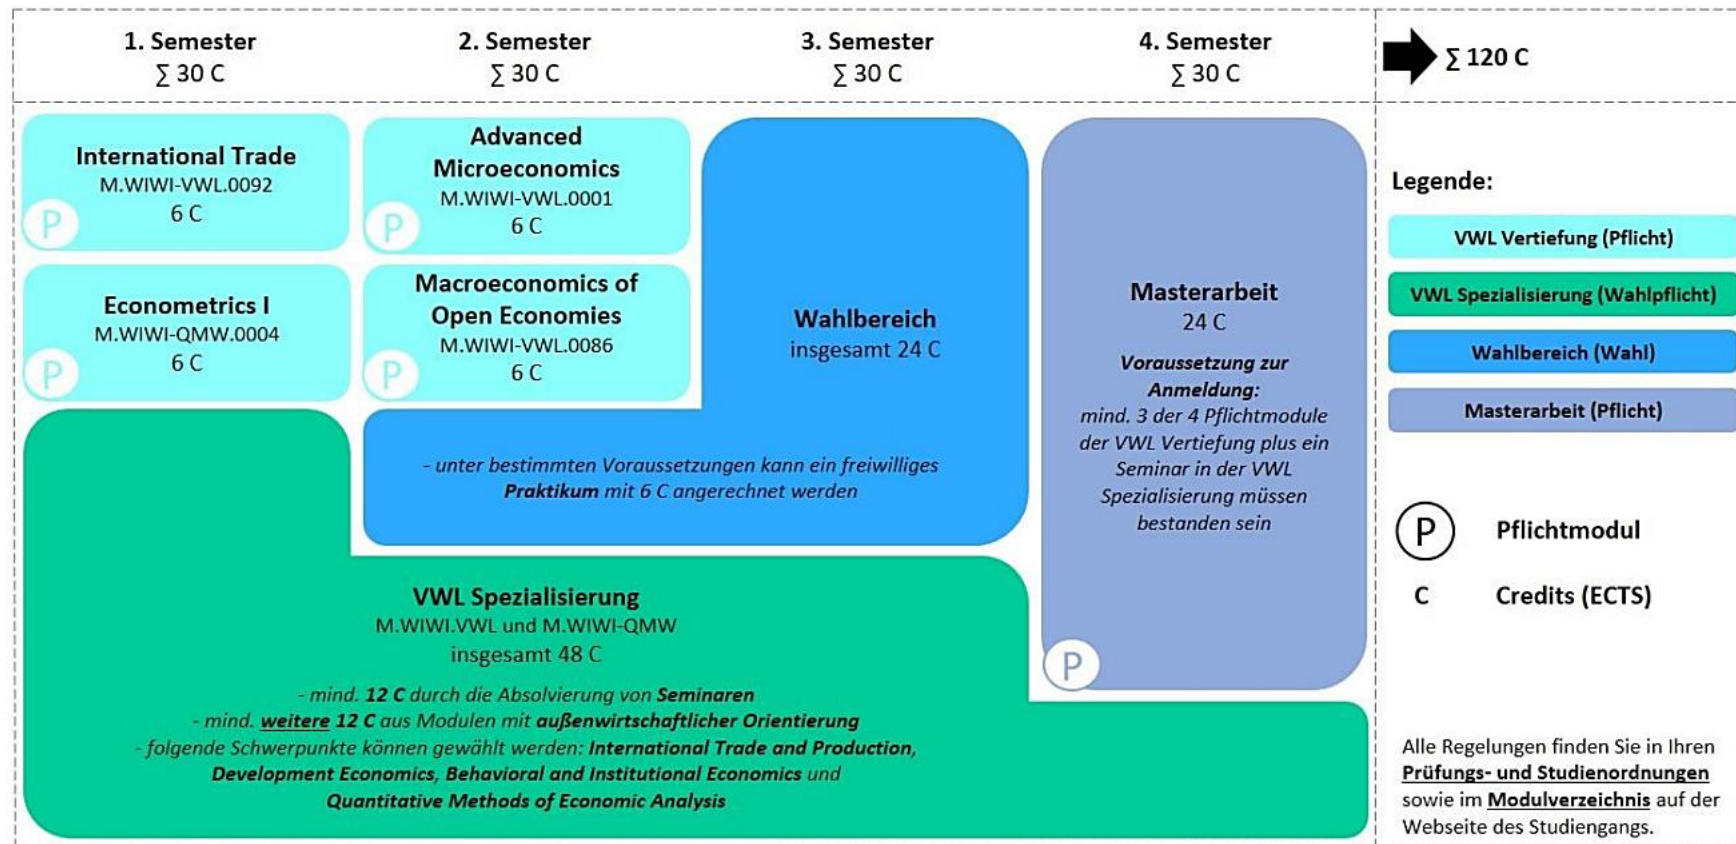 1. Semester
∑ 30 C
2. Semester
∑ 30 C
3. Semester
∑ 30 C
4. Semester
∑ 30 C
∑ 120 C
International Trade
M.WIWI-VWL.0092
6 C
P
Advanced
Microeconomics
M.WIWI-VWL.0001
6 C
P
Econometrics I
M.WIWI-QMW.0004
6 C
P
Macroeconomics of
Open Economies
M.WIWI-VWL.0086
6 C
P
Wahlbereich
insgesamt 24 C
- unter bestimmten Voraussetzungen kann ein freiwilliges
Praktikum mit 6 C angerechnet werden
Masterarbeit
24 C
Voraussetzung zur
Anmeldung:
mind. 3 der 4 Pflichtmodule
der VWL Vertiefung plus ein
Seminar in der VWL
Spezialisierung müssen
bestanden sein
P
VWL Spezialisierung
M.WIWI.VWL und M.WIWI-QMW
insgesamt 48 C
- mind. 12 C durch die Absolvierung von Seminaren
- mind. weitere 12 C aus Modulen mit außenwirtschaftlicher Orientierung
- folgende Schwerpunkte können gewählt werden: International Trade and Production,
Development Economics, Behavioral and Institutional Economics und
Quantitative Methods of Economic Analysis
Legende:
VWL Vertiefung (Pflicht)
VWL Spezialisierung (Wahlpflicht)
Wahlbereich (Wahl)
Masterarbeit (Pflicht)
P Pflichtmodul
C Credits (ECTS)
Alle Regelungen finden Sie in Ihren
Prüfungs- und Studienordnungen
sowie im Modulverzeichnis auf der
Webseite des Studiengangs.